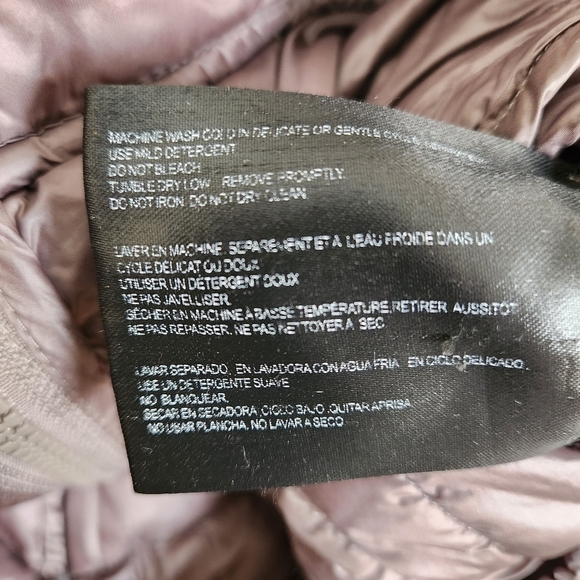 MACHINE WASH COLD IN DELICATE OR GENTLE
USE MILD DETERGENT
DO NOT BLEACH
TUMBLE DRY LOW REMOVE PROMPTLY
DO NOT IRON. DO NOT DRY CLEAN
LAVER EN MACHINE SEPAREMENT ET A L'EAU FROIDE DANS UN
CYCLE DELICAT OU DOUX
UTILISER UN DETERGENT DOUX
NE PAS JAVELLISER.
SÉCHER EN MACHINE À BASSE TEMPÉRATURE, RETIRER AUSSITÔT
NE PAS REPASSER, NE PAS NETTOYER A SEC
LAVAR SEPARADO, EN LAVADORA CON AGUA FRIA EN CICLO DELICADO.
USE UN DETERGENTE SUAVE
NO BLANQUEAR.
SECAR EN SECADORA, CICLO BAJO. QUITAR APRISA
NO USAR PLANCHA, NO LAVAR A SECO